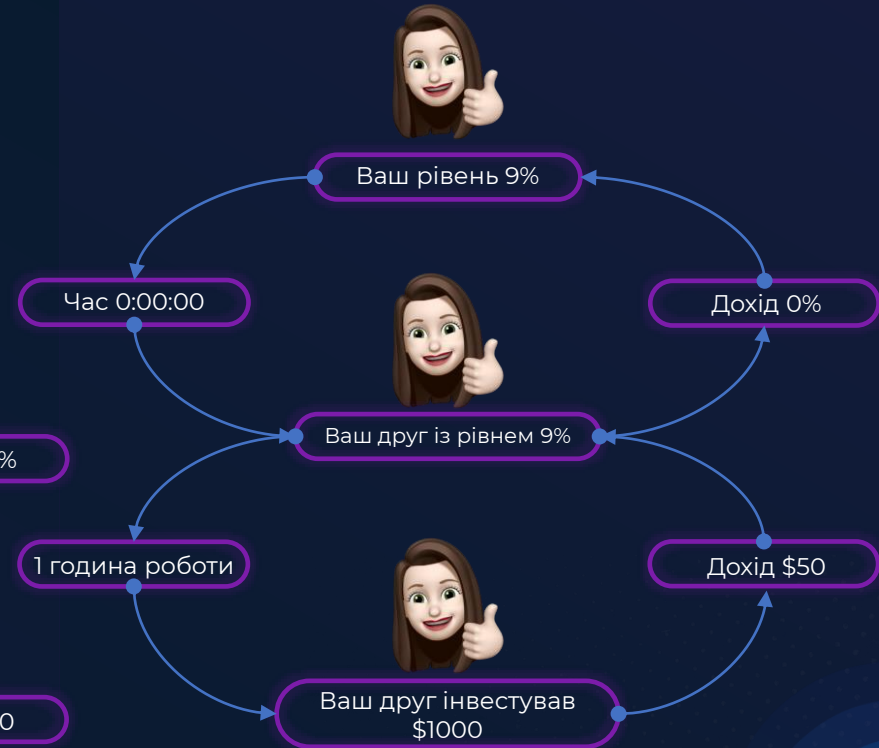 Ваш рівень 9%
Час 0:00:00
Дохід 0%
Ваш друг із рівнем 9%
%
1 година роботи
Дохід $50
Ваш друг інвестував
$1000
0